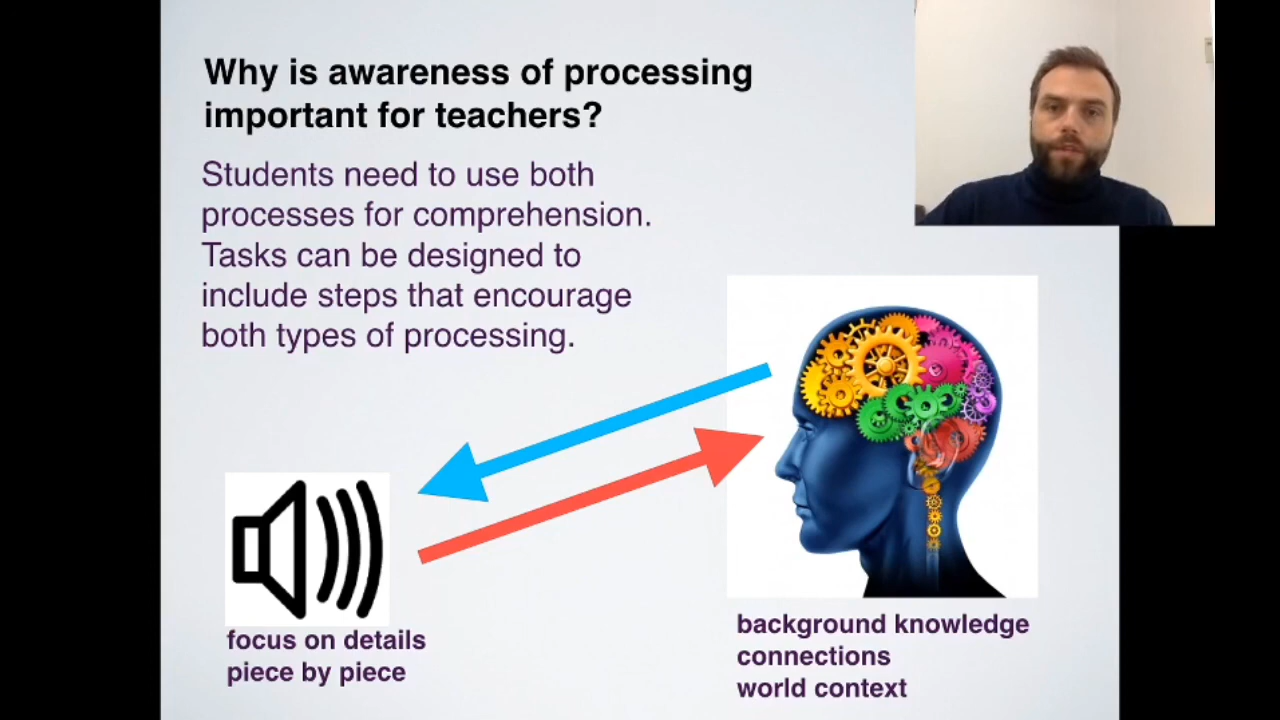 Why is awareness of processing
important for teachers?
Students need to use both
processes for comprehension.
Tasks can be designed to
include steps that encourage
both types of processing.
focus on details
piece by piece
background knowledge
connections
world context